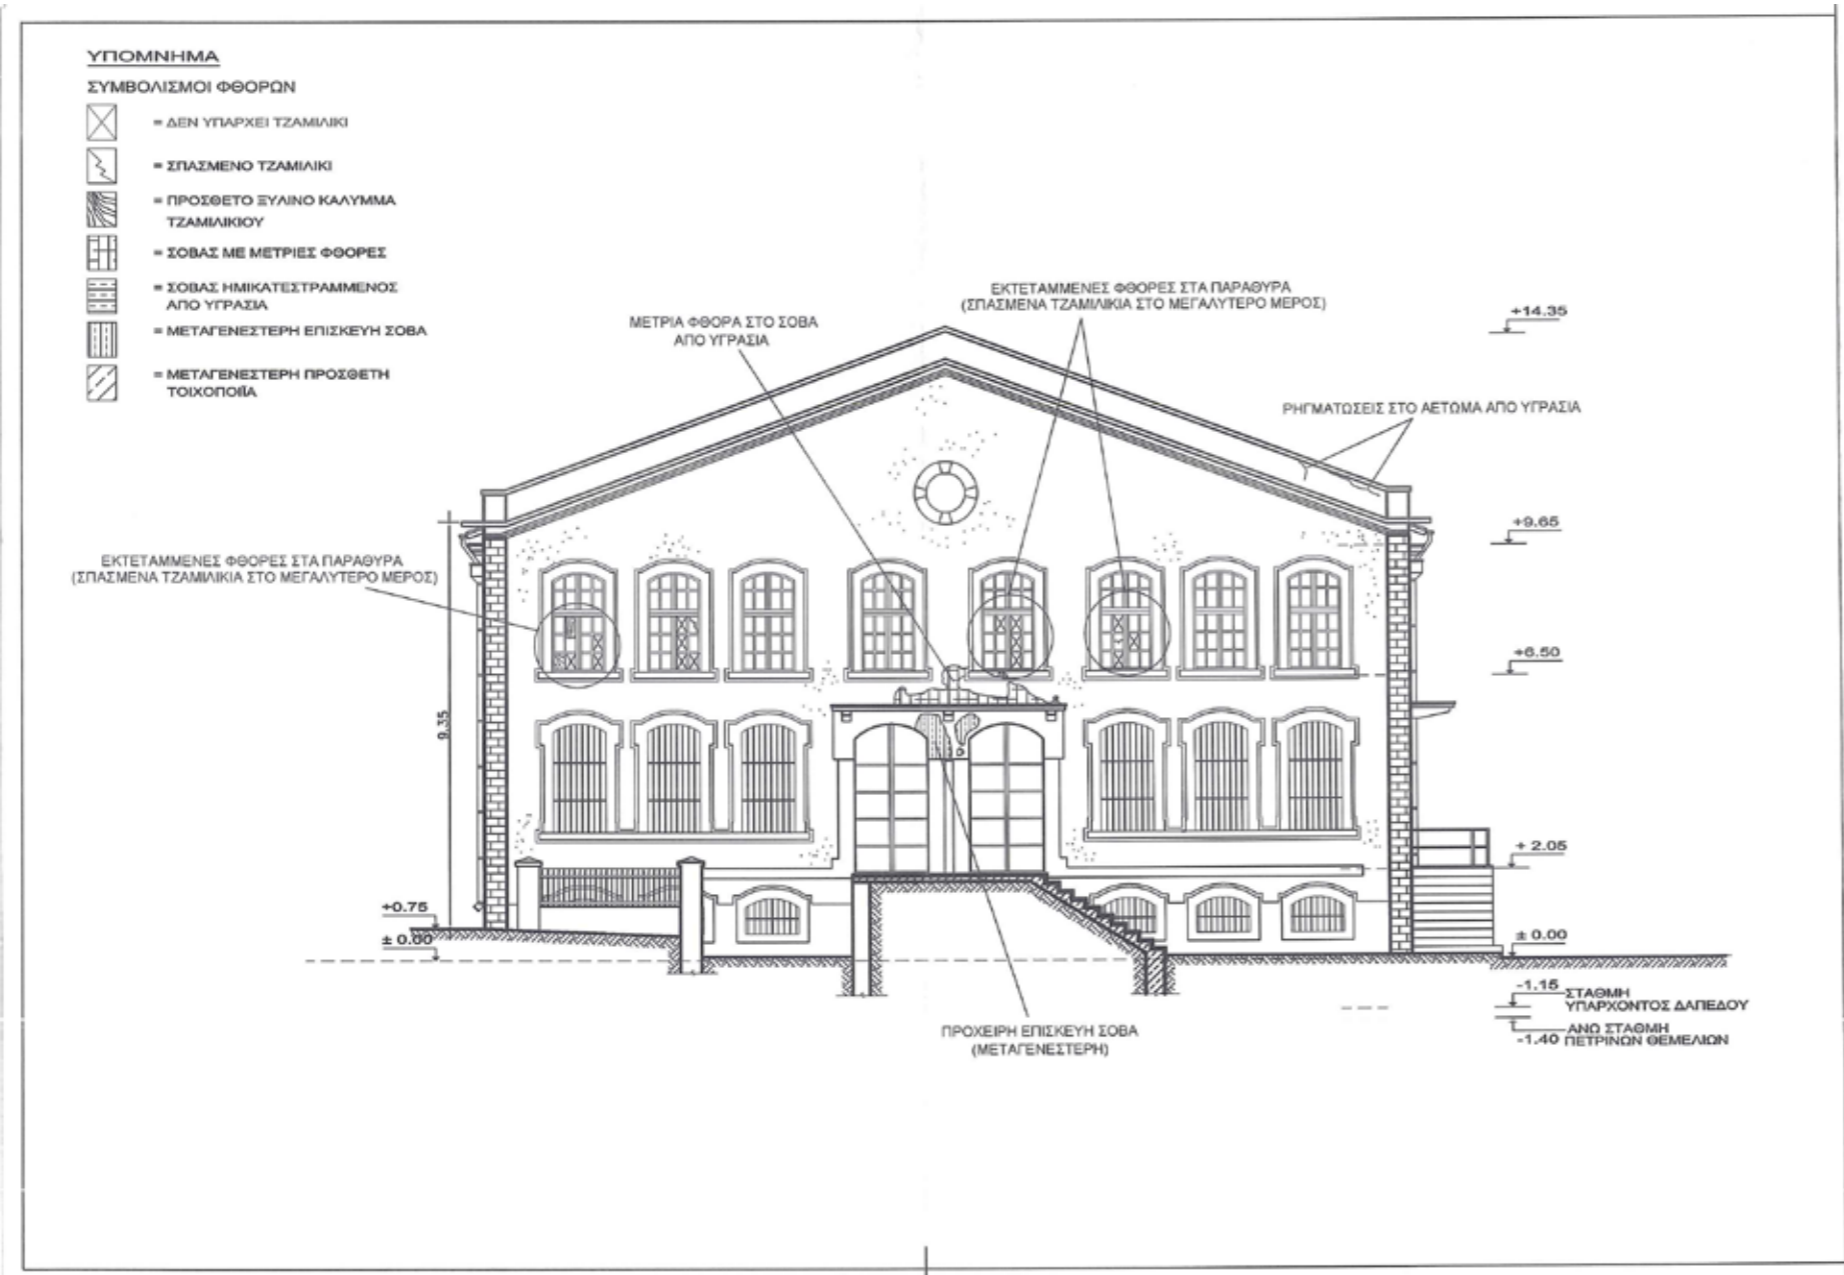 ΥΠΟΜΝΗΜΑ
ΣΥΜΒΟΛΙΣΜΟΙ ΦΘΟΡΩΝ
= ΔΕΝ ΥΠΑΡΧΕΙ ΤΖΑΜΙΛΙΚΙ
= ΣΠΑΣΜΕΝΟ ΤΖΑΜΙΛΙΚΙ
= ΠΡΟΣΘΕΤΟ ΞΥΛΙΝΟ ΚΑΛΥΜΜΑ
ΤΖΑΜΙΛΙΚΙΟΥ
= ΣΟΒΑΣ ΜΕ ΜΕΤΡΙΕΣ ΦΘΟΡΕΣ
= ΣΟΒΑΣ ΗΜΙΚΑΤΕΣΤΡΑΜΜΕΝΟΣ
ΑΠΟ ΥΓΡΑΣΙΑ
= ΜΕΤΑΓΕΝΕΣΤΕΡΗ ΕΠΙΣΚΕΥΗ ΣΟΒΑ
= ΜΕΤΑΓΕΝΕΣΤΕΡΗ ΠΡΟΣΘΕΤΗ
ΤΟΙΧΟΠΟΙΪΑ
ΜΕΤΡΙΑ ΦΘΟΡΑ ΣΤΟ ΣΟΒΑ
ΑΠΟ ΥΓΡΑΣΙΑ
ΕΚΤΕΤΑΜΜΕΝΕΣ ΦΘΟΡΕΣ ΣΤΑ ΠΑΡΑΘΥΡΑ
(ΣΠΑΣΜΕΝΑ ΤΖΑΜΙΛΙΚΙΑ ΣΤΟ ΜΕΓΑΛΥΤΕΡΟ ΜΕΡΟΣ)
+14.35
ΡΗΓΜΑΤΩΣΕΙΣ ΣΤΟ ΑΕΤΩΜΑ ΑΠΟ ΥΓΡΑΣΙΑ
+9.65
ΕΚΤΕΤΑΜΜΕΝΕΣ ΦΘΟΡΕΣ ΣΤΑ ΠΑΡΑΘΥΡΑ
(ΣΠΑΣΜΕΝΑ ΤΖΑΜΙΛΙΚΙΑ ΣΤΟ ΜΕΓΑΛΥΤΕΡΟ ΜΕΡΟΣ)
+6.50
9.35
+ 2.05
+0.75
± 0.00
± 0.00
-1.15 ΣΤΑΘΜΗ
ΥΠΑΡΧΟΝΤΟΣ ΔΑΠΕΔΟΥ
ΑΝΩ ΣΤΑΘΜΗ
-1.40 ΠΕΤΡΙΝΩΝ ΘΕΜΕΛΙΩΝ
ΠΡΟΧΕΙΡΗ ΕΠΙΣΚΕΥΗ ΣΟΒΑ
(ΜΕΤΑΓΕΝΕΣΤΕΡΗ)